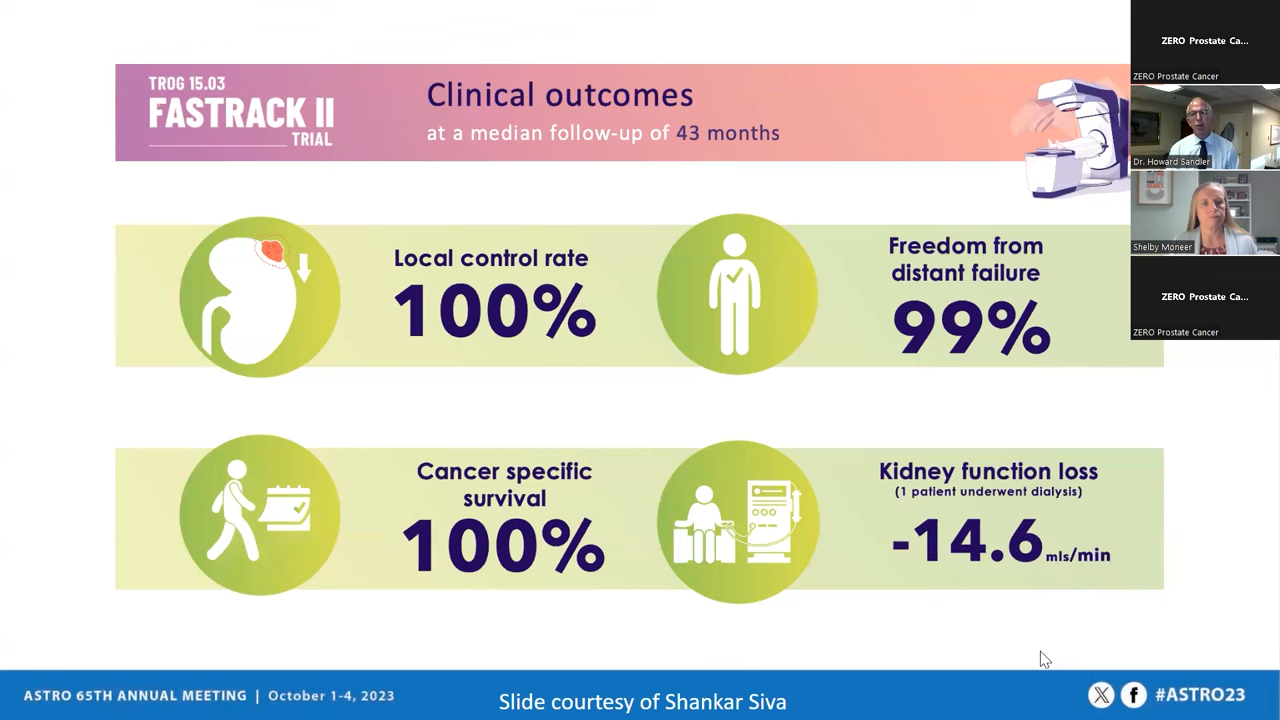 TROG 15.03
FASTRACK II
TRIAL
Clinical outcomes
at a median follow-up of 43 months
ZERO Prostate Ca...
ZERO Prostate Cancer
Dr. Howard Sandler
Shelby Moneer
ZERO Prostate Ca...
ZERO Prostate Cancer
Local control rate
100%
Freedom from
distant failure
99%
Cancer specific
survival
100%
Kidney function loss
(1 patient underwent dialysis)
-14.6 mls/min
ASTRO 65TH ANNUAL MEETING | October 1-4, 2023
Slide courtesy of Shankar Siva
#ASTRO23